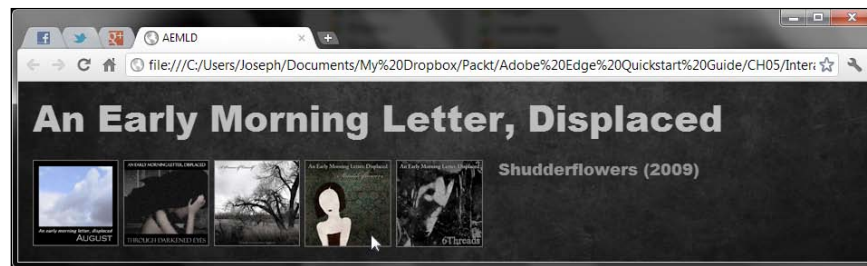 AEMLD
file:///C:/Users/Joseph/Documents/My%20Dropbox/Packt/Adobe%20Edge%20Quickstart%20Guide/CH05/Intera
An Early Morning Letter, Displaced
An early morning letter, displaced
AUGUST
AN EARLY MORNING LETTER, DISPLACED
THROUGH DARKENED EYES
An Early Morning Letter, Displaced
An Early Morning Letter, Displaced
6Threads
Shudderflowers (2009)